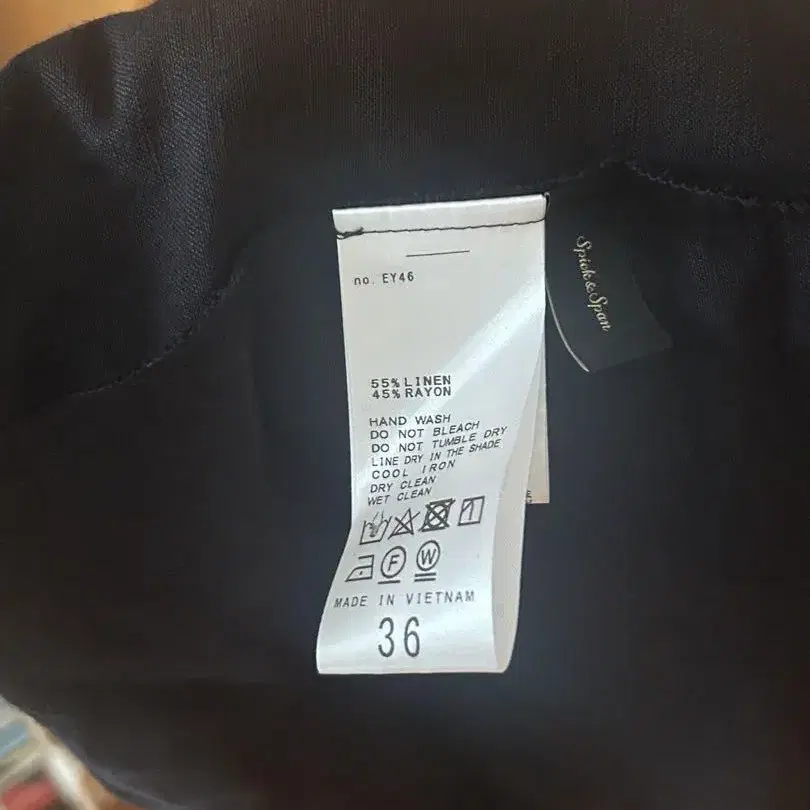 no. EY46
Spick&Span
55% LINEN
45% RAYON
HAND WASH
DO NOT BLEACH
DO NOT TUMBLE DRY
LINE DRY IN THE SHADE
COOL IRON
DRY CLEAN
WET CLEAN
F W
MADE IN VIETNAM
36